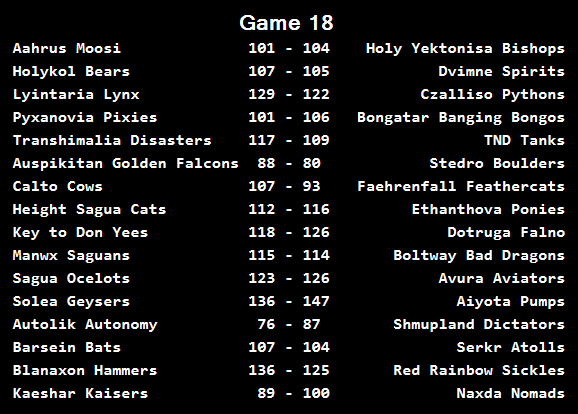 Game 18
Aahrus Moosi 101 - 104 Holy Yektonisa Bishops
Holykol Bears 107 - 105 Dvimne Spirits
Lyintaria Lynx 129 - 122 Czalliso Pythons
Pyxanovia Pixies 101 - 106 Bongatar Banging Bongos
Transhimalia Disasters 117 - 109 TND Tanks
Auspikitan Golden Falcons 88 - 80 Stedro Boulders
Calto Cows 107 - 93 Faehrenfall Feathercats
Height Sagua Cats 112 - 116 Ethanthova Ponies
Key to Don Yees 118 - 126 Dotruga Falno
Manwx Saguans 115 - 114 Boltway Bad Dragons
Sagua Ocelots 123 - 126 Avura Aviators
Solea Geysers 136 - 147 Aiyota Pumps
Autolik Autonomy 76 - 87 Shmupland Dictators
Barsein Bats 107 - 104 Serkr Atolls
Blanaxon Hammers 136 - 125 Red Rainbow Sickles
Kaeshar Kaisers 89 - 100 Naxda Nomads